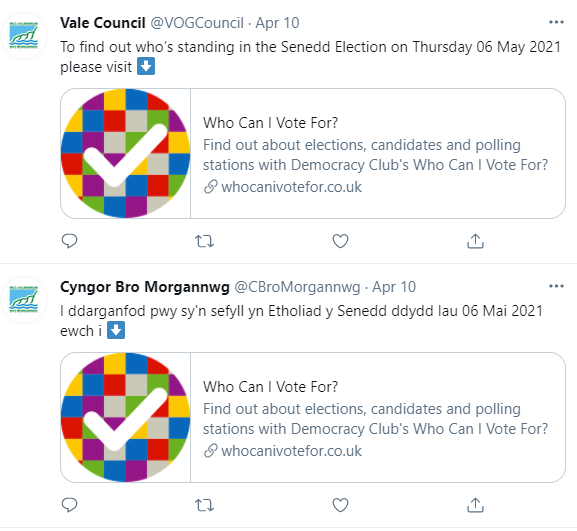 Vale Council @VOGCouncil · Apr 10
To find out who's standing in the Senedd Election on Thursday 06 May 2021
please visit ⬇
Who Can I Vote For?
Find out about elections, candidates and polling
stations with Democracy Club's Who Can I Vote For?
whocanivotefor.co.uk
Cyngor Bro Morgannwg @CBroMorgannwg · Apr 10
I ddarganfod pwy sy'n sefyll yn Etholiad y Senedd ddydd Iau 06 Mai 2021
ewch i ⬇
Who Can I Vote For?
Find out about elections, candidates and polling
stations with Democracy Club's Who Can I Vote For?
whocanivotefor.co.uk